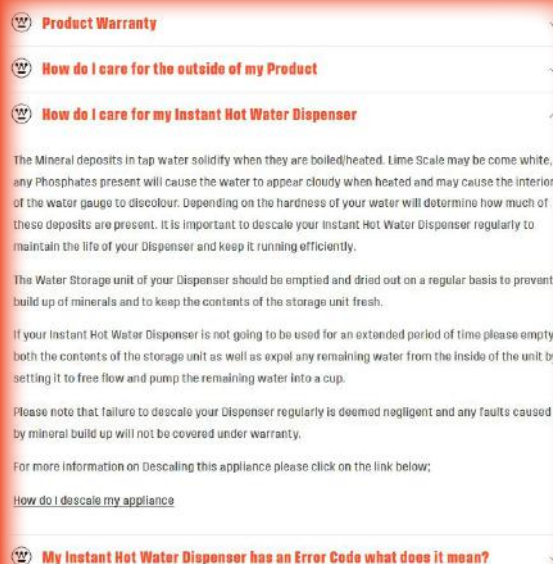 Product Warranty
How do I care for the outside of my Product
How do I care for my Instant Hot Water Dispenser
The Mineral deposits in tap water solidify when they are boiled/heated. Lime Scale may be come white,
any Phosphates present will cause the water to appear cloudy when heated and may cause the interior
of the water gauge to discolour. Depending on the hardness of your water will determine how much of
these deposits are present. It is important to descale your Instant Hot Water Dispenser regularly to
maintain the life of your Dispenser and keep it running efficiently.
The Water Storage unit of your Dispenser should be emptied and dried out on a regular basis to prevent
build up of minerals and to keep the contents of the storage unit fresh.
If your Instant Hot Water Dispenser is not going to be used for an extended period of time please empty
both the contents of the storage unit as well as expel any remaining water from the inside of the unit by
setting it to free flow and pump the remaining water into a cup.
Please note that failure to descale your Dispenser regularly is deemed negligent and any faults caused
by mineral build up will not be covered under warranty.
For more information on Descaling this appliance please click on the link below;
How do I descale my appliance
My Instant Hot Water Dispenser has an Error Code what does it mean?